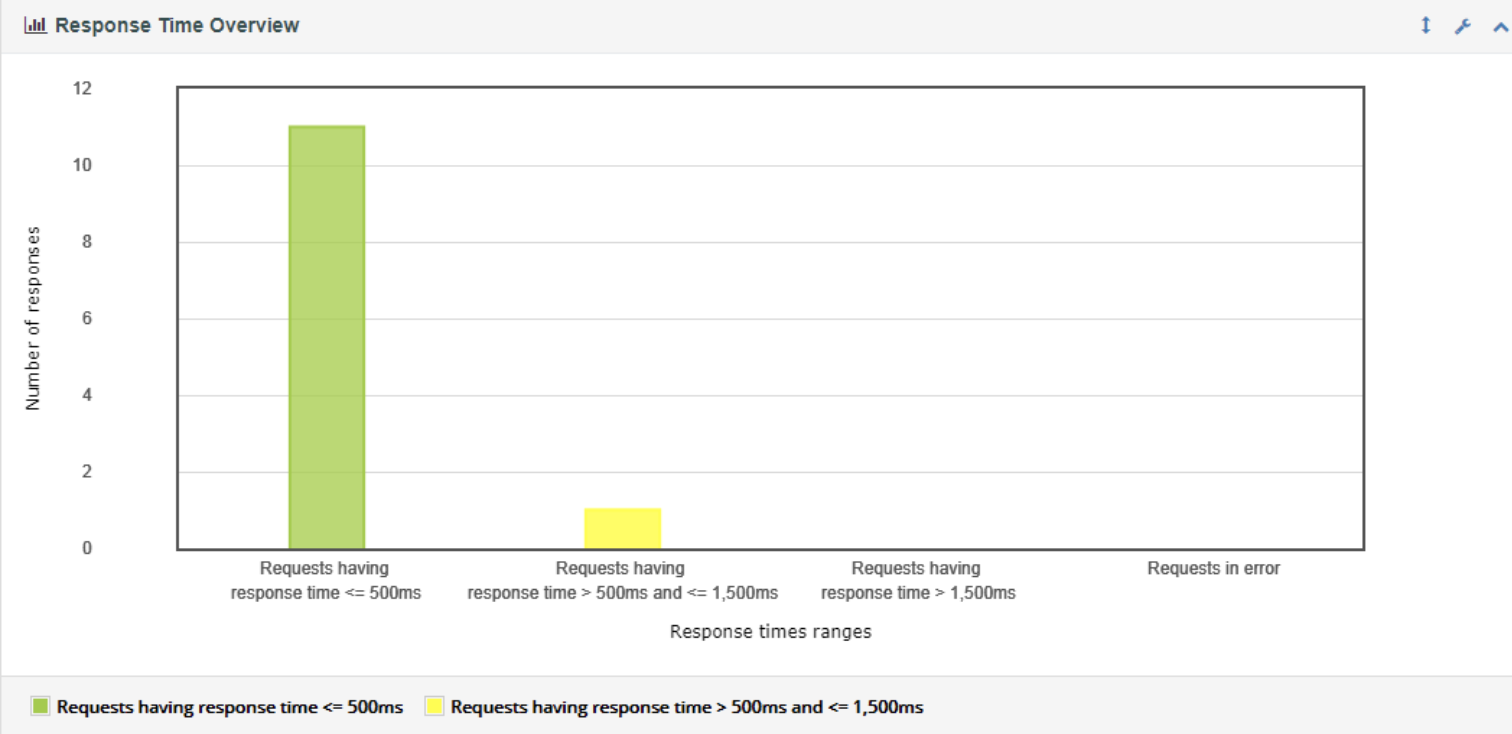 Response Time Overview
12
10
8
6
4
2
0
Number of responses
Requests having
response time <= 500ms
Requests having
response time > 500ms and <= 1,500ms
Requests having
response time > 1,500ms
Requests in error
Response times ranges
Requests having response time <= 500ms
Requests having response time > 500ms and <= 1,500ms